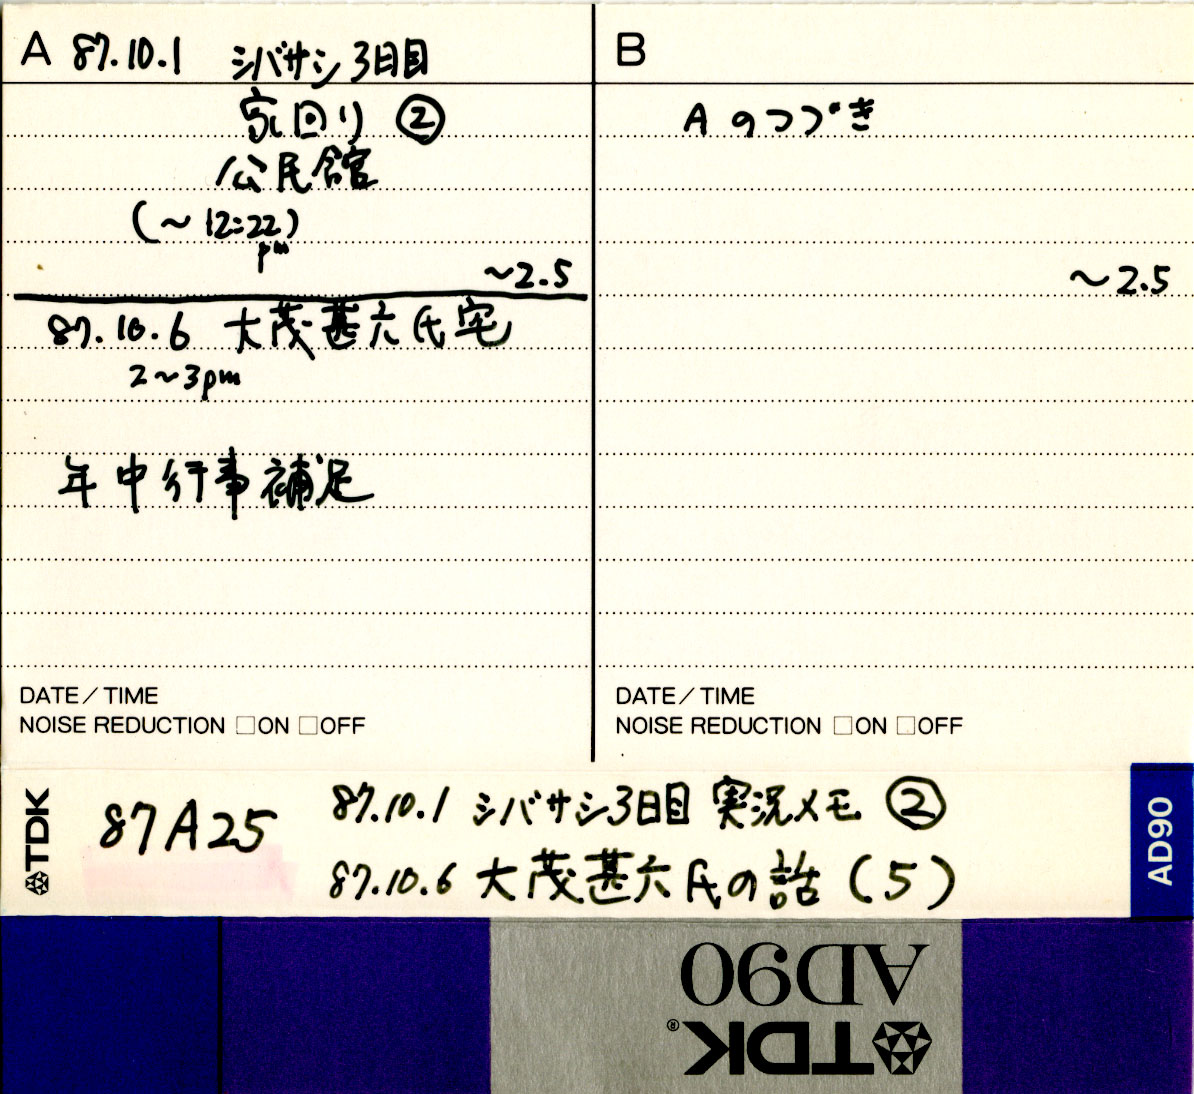 A 87.10.1 シバサシ3日目
家回り ②
公民館
(～12:22)
pm
～2.5
87.10.6 大茂甚六氏宅
2～3pm
年中行事補足
DATE/TIME
NOISE REDUCTION □ON □OFF
B
Aのつづき
～2.5
DATE/TIME
NOISE REDUCTION □ON □OFF
TDK
87A25
87.10.1 シバサシ3日目 実況メモ ②
87.10.6 大茂甚六氏の話(5)
AD90
AD90
TDK®